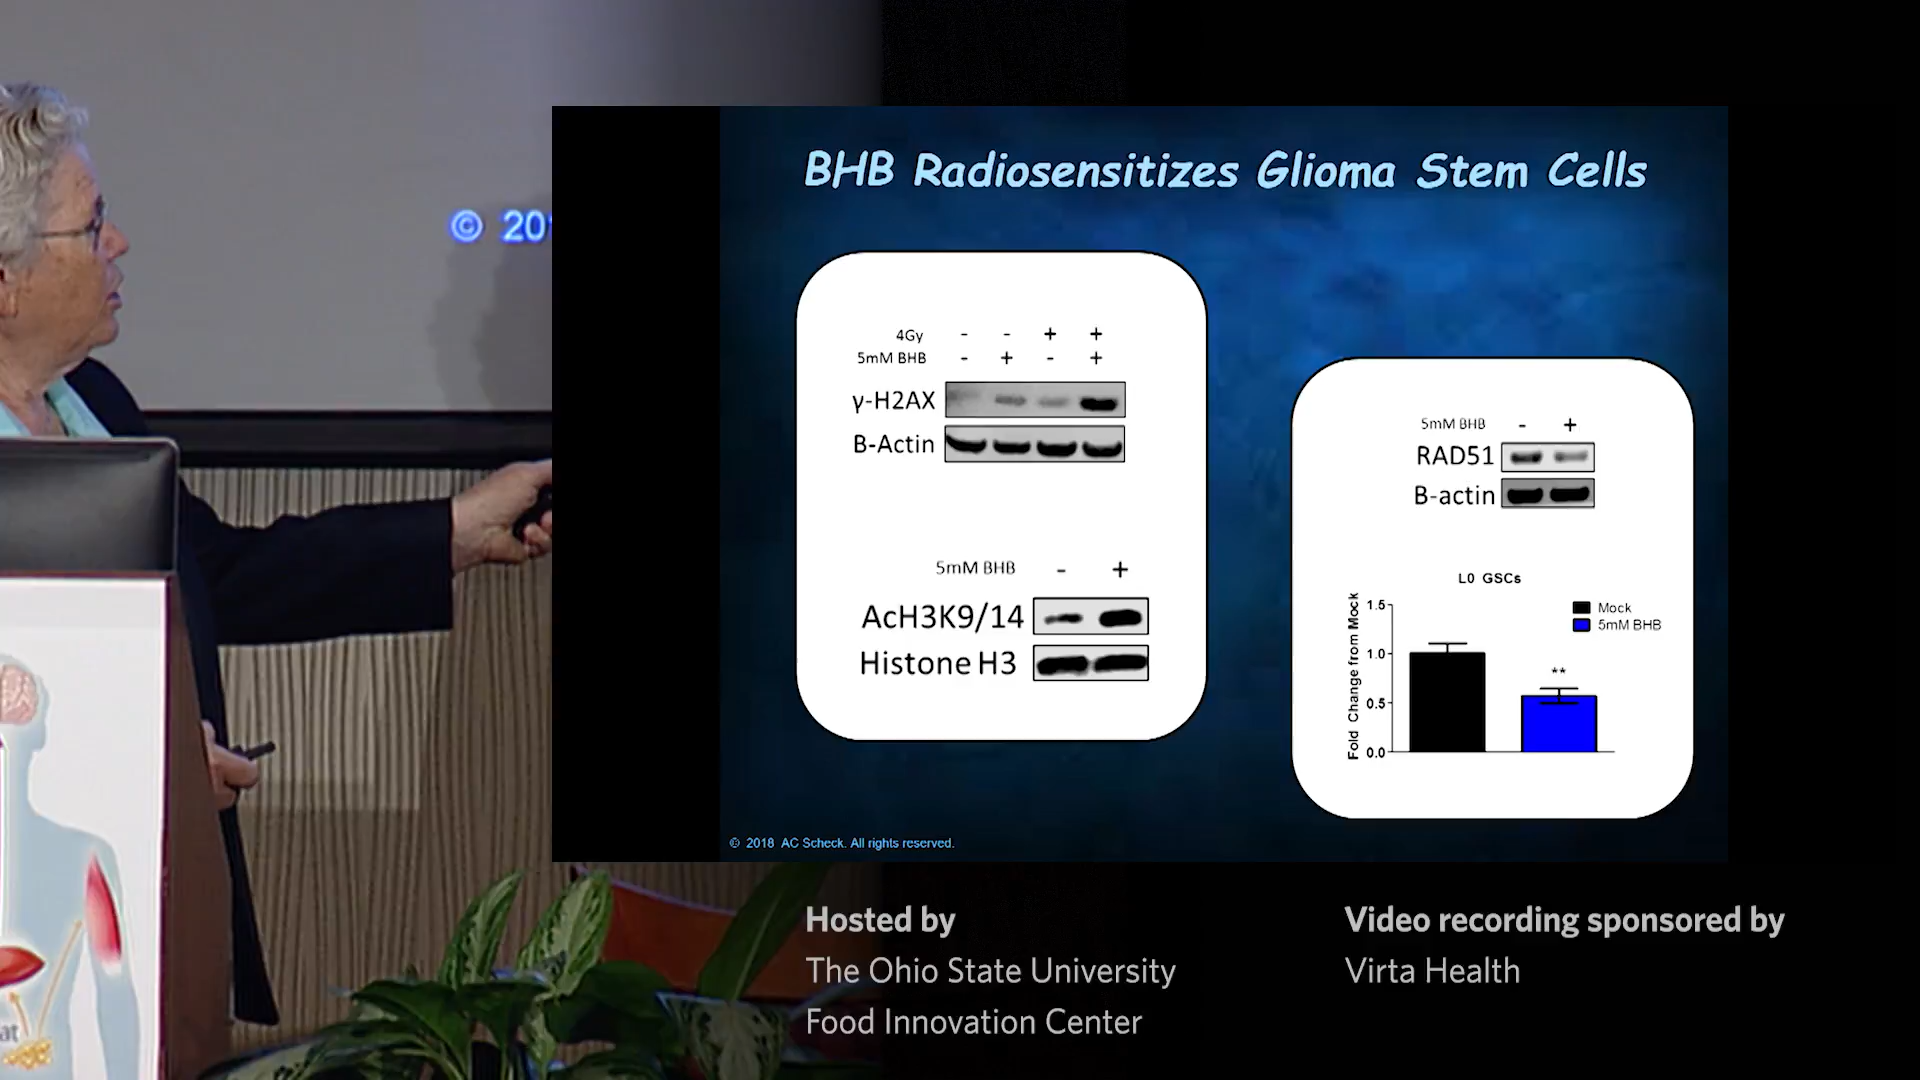 © 20
BHB Radiosensitizes Glioma Stem Cells
4Gy - - + +
5mM BHB - + - +
γ-H2AX
B-Actin
5mM BHB - +
AcH3K9/14
Histone H3
5mM BHB - +
RAD51
B-actin
L0 GSCs
Fold Change from Mock
1.5
1.0
0.5
0.0
Mock
5mM BHB
**
© 2018 AC Scheck. All rights reserved.
at
Hosted by
The Ohio State University
Food Innovation Center
Video recording sponsored by
Virta Health